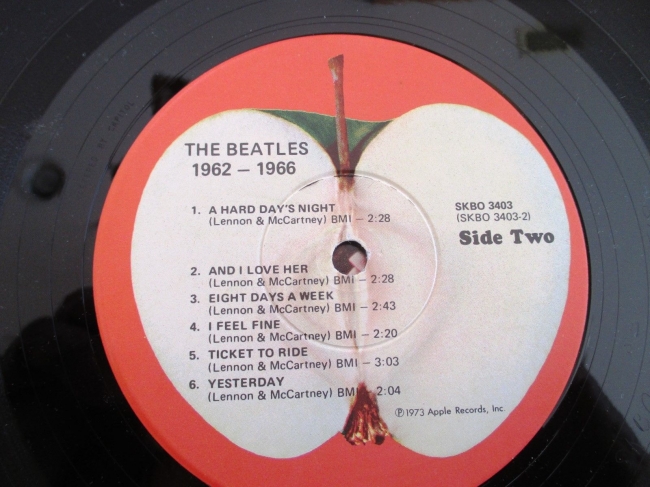 THE BEATLES
1962 – 1966
1. A HARD DAY'S NIGHT
(Lennon & McCartney) BMI – 2:28
SKBO 3403
(SKBO 3403-2)
Side Two
2. AND I LOVE HER
(Lennon & McCartney) BMI – 2:28
3. EIGHT DAYS A WEEK
(Lennon & McCartney) BMI – 2:43
4. I FEEL FINE
(Lennon & McCartney) BMI – 2:20
5. TICKET TO RIDE
(Lennon & McCartney) BMI – 3:03
6. YESTERDAY
(Lennon & McCartney) BMI – 2:04
℗1973 Apple Records, Inc.
BY CAPITOL